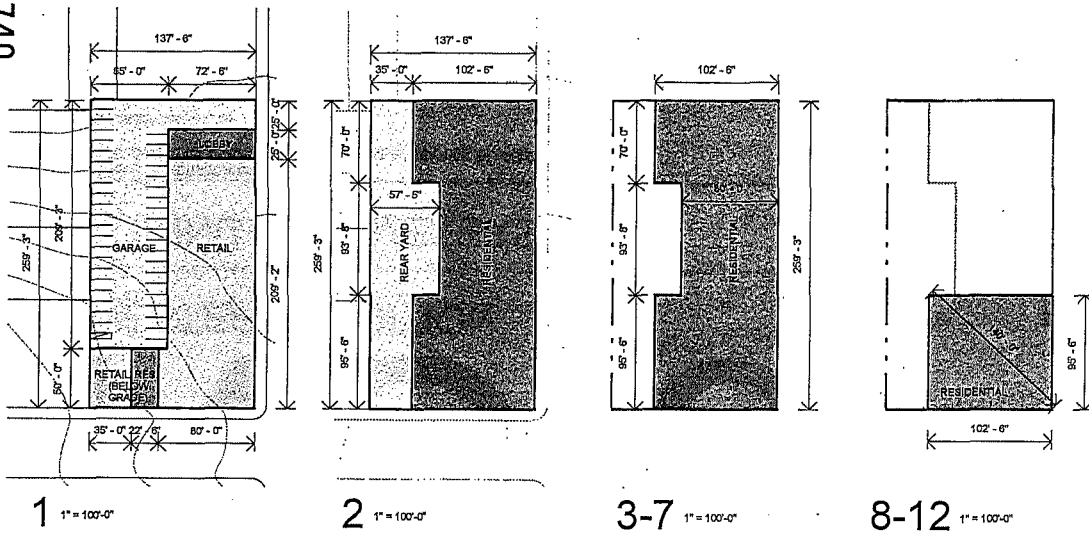 137' - 6"
65' - 0"
72' - 6"
25' - 0"
25' - 0"
LOBBY
259' - 3"
209' - 3"
GARAGE
RETAIL
209' - 2"
50' - 0"
RETAIL RES
(BELOW
GRADE)
35' - 0"
22' - 6"
80' - 0"
1 1" = 100'-0"
137' - 6"
35' - 0"
102' - 6"
70' - 0"
57' - 6"
259' - 3"
93' - 8"
REAR YARD
RESIDENTIAL
95' - 6"
2 1" = 100'-0"
102' - 6"
70' - 0"
93' - 8"
RESIDENTIAL
259' - 3"
95' - 6"
3-7 1" = 100'-0"
RESIDENTIAL
95' - 6"
102' - 6"
8-12 1" = 100'-0"